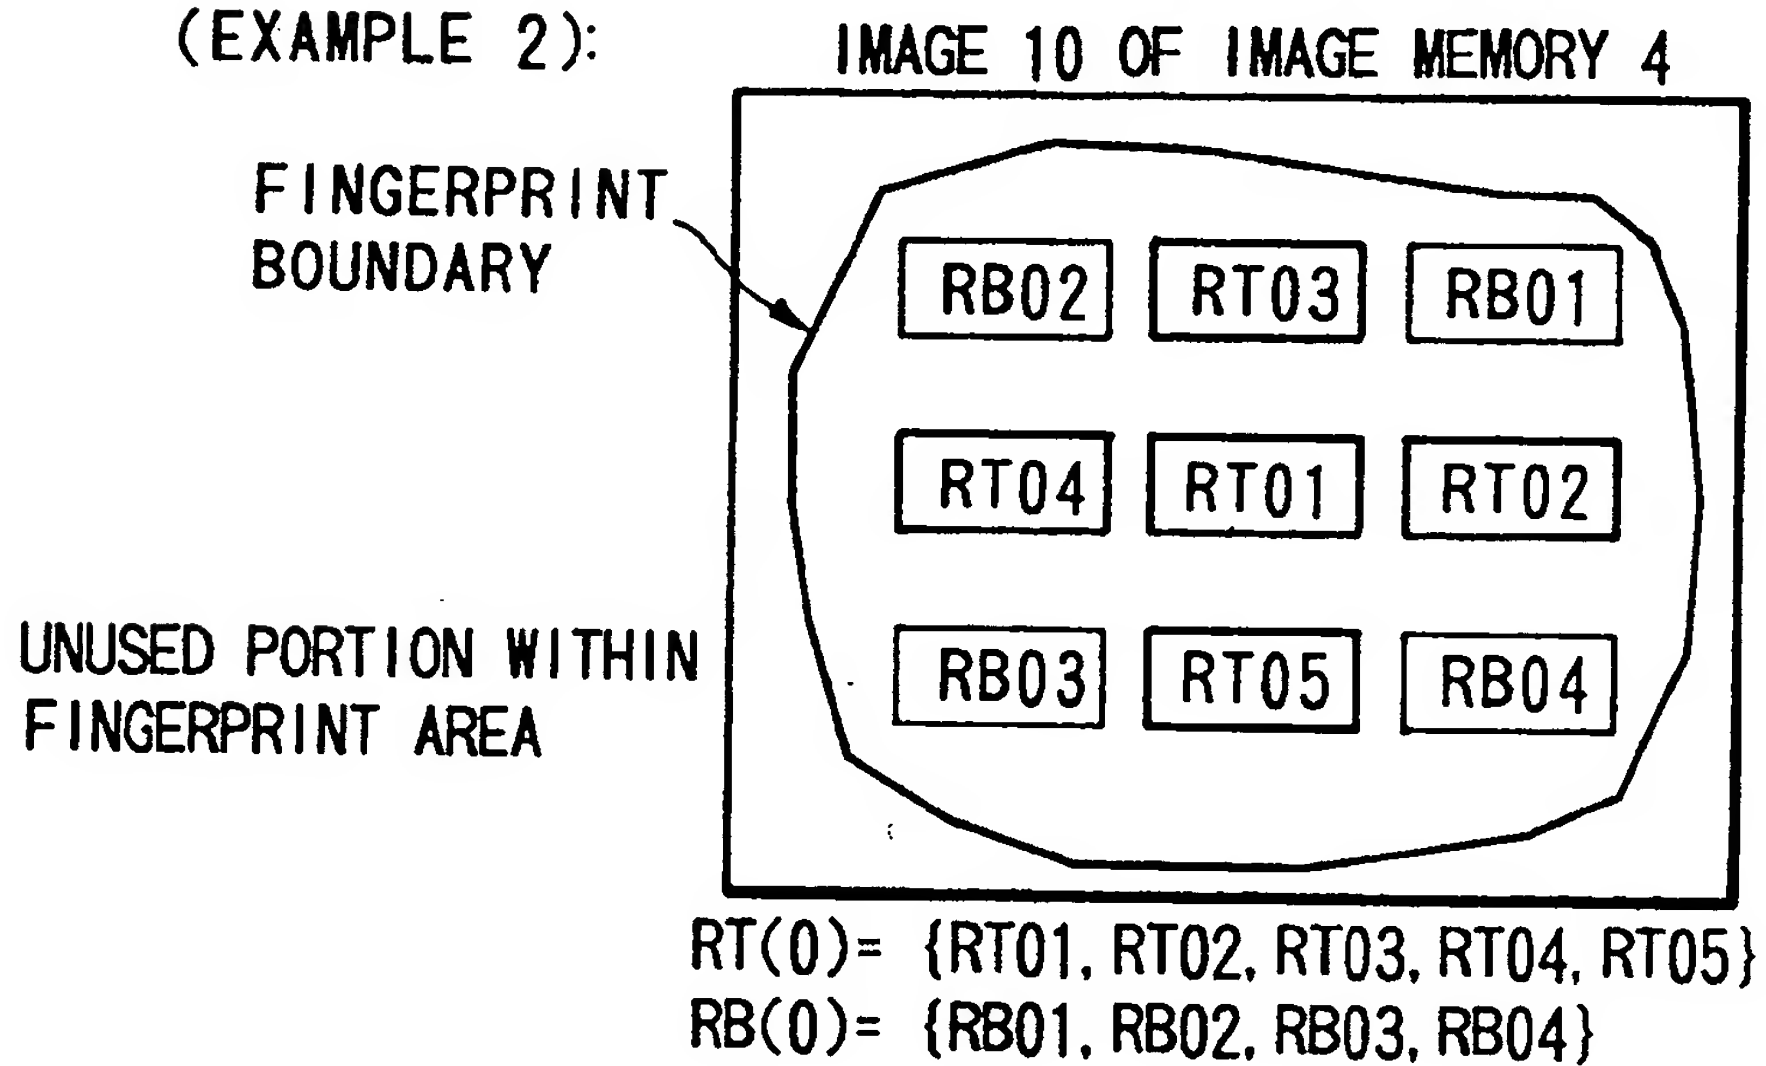 (EXAMPLE 2):
IMAGE 10 OF IMAGE MEMORY 4
FINGERPRINT
BOUNDARY
RB02 RT03 RB01
RT04 RT01 RT02
UNUSED PORTION WITHIN
FINGERPRINT AREA
RB03 RT05 RB04
RT(0)= {RT01, RT02, RT03, RT04, RT05}
RB(0)= {RB01, RB02, RB03, RB04}